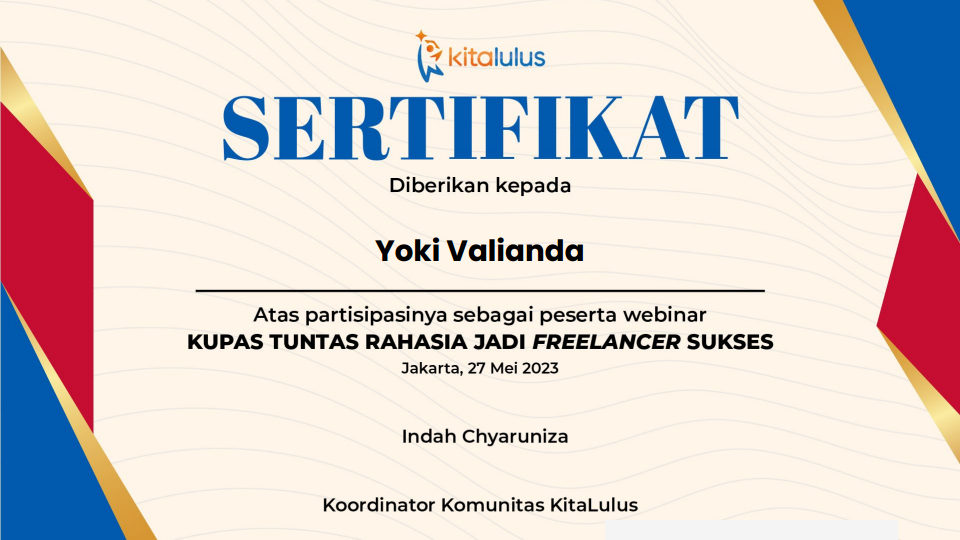 kitalulus
SERTIFIKAT
Diberikan kepada
Yoki Valianda
Atas partisipasinya sebagai peserta webinar
KUPAS TUNTAS RAHASIA JADI FREELANCER SUKSES
Jakarta, 27 Mei 2023
Indah Chyaruniza
Koordinator Komunitas KitaLulus